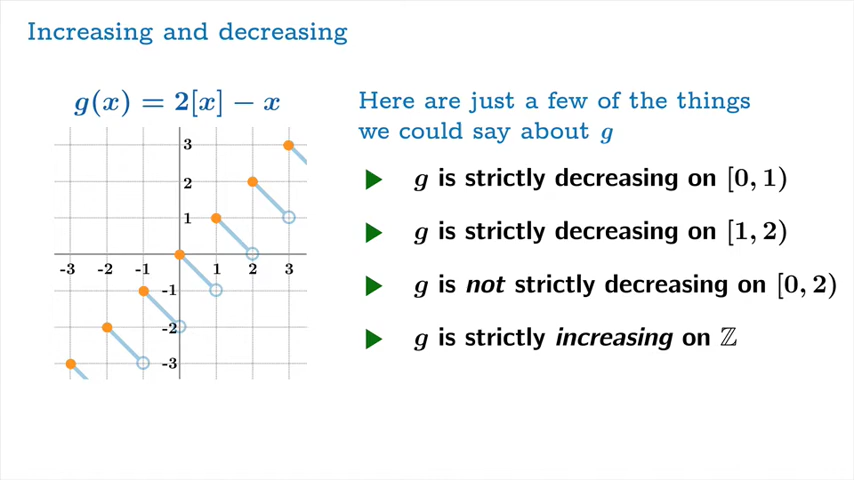 Increasing and decreasing
g(x) = 2[x] − x
3
2
1
-3 -2 -1 1 2 3
-1
-2
-3
Here are just a few of the things
we could say about g
g is strictly decreasing on [0, 1)
g is strictly decreasing on [1, 2)
g is not strictly decreasing on [0, 2)
g is strictly increasing on ℤ